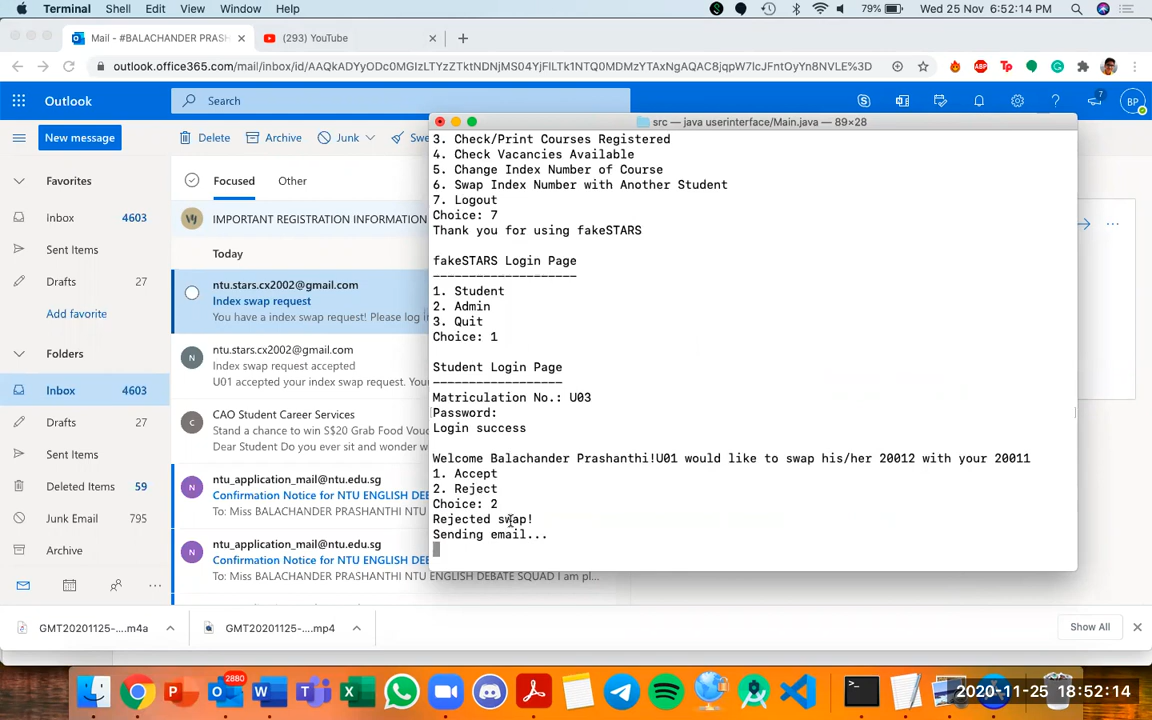 Terminal Shell Edit View Window Help 79% Wed 25 Nov 6:52:14 PM
Mail - #BALACHANDER PRASH
(293) YouTube
outlook.office365.com/mail/inbox/id/
Outlook
Search
New message
Delete
Archive
Junk
Swe
Favorites
Inbox 4603
Sent Items
Drafts 27
Add favorite
Folders
Inbox 4603
Drafts 27
Sent Items
Deleted Items 59
Junk Email 795
Archive
Focused
Other
IMPORTANT REGISTRATION INFORMATION
Today
ntu.stars.cx2002@gmail.com
Index swap request
You have a index swap request! Please log i
N
ntu.stars.cx2002@gmail.com
Index swap request accepted
U01 accepted your index swap request. Your
C
CAO Student Career Services
Stand a chance to win S$20 Grab Food Vou
Dear Student Do you ever sit and wonder w
N
ntu_application_mail@ntu.edu.sg
Confirmation Notice for NTU ENGLISH DE
To: Miss BALACHANDER PRASHANTHI NTU
N
ntu_application_mail@ntu.edu.sg
Confirmation Notice for NTU ENGLISH DE
To: Miss BALACHANDER PRASHANTHI NTU ENGLISH DEBATE SQUAD I am pl...
7
BP
src — java userinterface/Main.java — 89×28
3. Check/Print Courses Registered
4. Check Vacancies Available
5. Change Index Number of Course
6. Swap Index Number with Another Student
7. Logout
Choice: 7
Thank you for using fakeSTARS
fakeSTARS Login Page
--------------------
1. Student
2. Admin
3. Quit
Choice: 1
Student Login Page
------------------
Matriculation No.: U03
Password:
Login success
Welcome Balachander Prashanthi!U01 would like to swap his/her 20012 with your 20011
1. Accept
2. Reject
Choice: 2
Rejected swap!
Sending email...
GMT20201125-....m4a
GMT20201125-....mp4
Show All
2880
2020-11-25 18:52:14